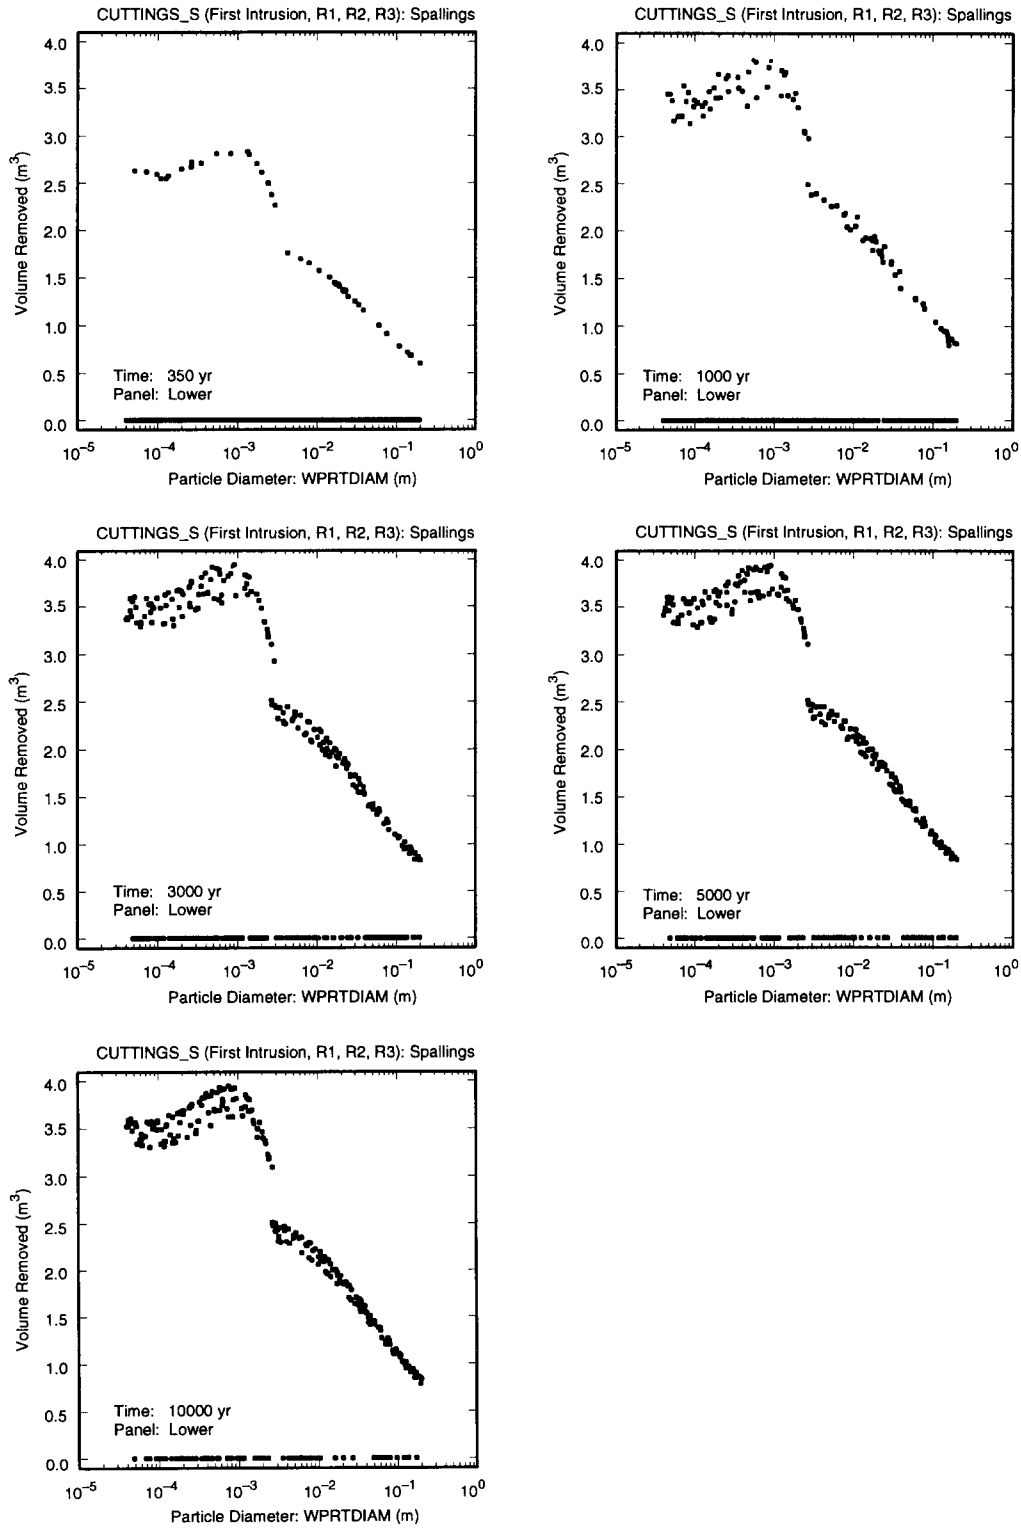 CUTTINGS_S (First Intrusion, R1, R2, R3): Spallings
4.0
3.5
3.0
2.5
2.0
1.5
1.0
0.5
0.0
Volume Removed (m³)
Time: 350 yr
Panel: Lower
10⁻⁵ 10⁻⁴ 10⁻³ 10⁻² 10⁻¹ 10⁰
Particle Diameter: WPRTDIAM (m)
CUTTINGS_S (First Intrusion, R1, R2, R3): Spallings
4.0
3.5
3.0
2.5
2.0
1.5
1.0
0.5
0.0
Volume Removed (m³)
Time: 1000 yr
Panel: Lower
10⁻⁵ 10⁻⁴ 10⁻³ 10⁻² 10⁻¹ 10⁰
Particle Diameter: WPRTDIAM (m)
CUTTINGS_S (First Intrusion, R1, R2, R3): Spallings
4.0
3.5
3.0
2.5
2.0
1.5
1.0
0.5
0.0
Volume Removed (m³)
Time: 3000 yr
Panel: Lower
10⁻⁵ 10⁻⁴ 10⁻³ 10⁻² 10⁻¹ 10⁰
Particle Diameter: WPRTDIAM (m)
CUTTINGS_S (First Intrusion, R1, R2, R3): Spallings
4.0
3.5
3.0
2.5
2.0
1.5
1.0
0.5
0.0
Volume Removed (m³)
Time: 5000 yr
Panel: Lower
10⁻⁵ 10⁻⁴ 10⁻³ 10⁻² 10⁻¹ 10⁰
Particle Diameter: WPRTDIAM (m)
CUTTINGS_S (First Intrusion, R1, R2, R3): Spallings
4.0
3.5
3.0
2.5
2.0
1.5
1.0
0.5
0.0
Volume Removed (m³)
Time: 10000 yr
Panel: Lower
10⁻⁵ 10⁻⁴ 10⁻³ 10⁻² 10⁻¹ 10⁰
Particle Diameter: WPRTDIAM (m)